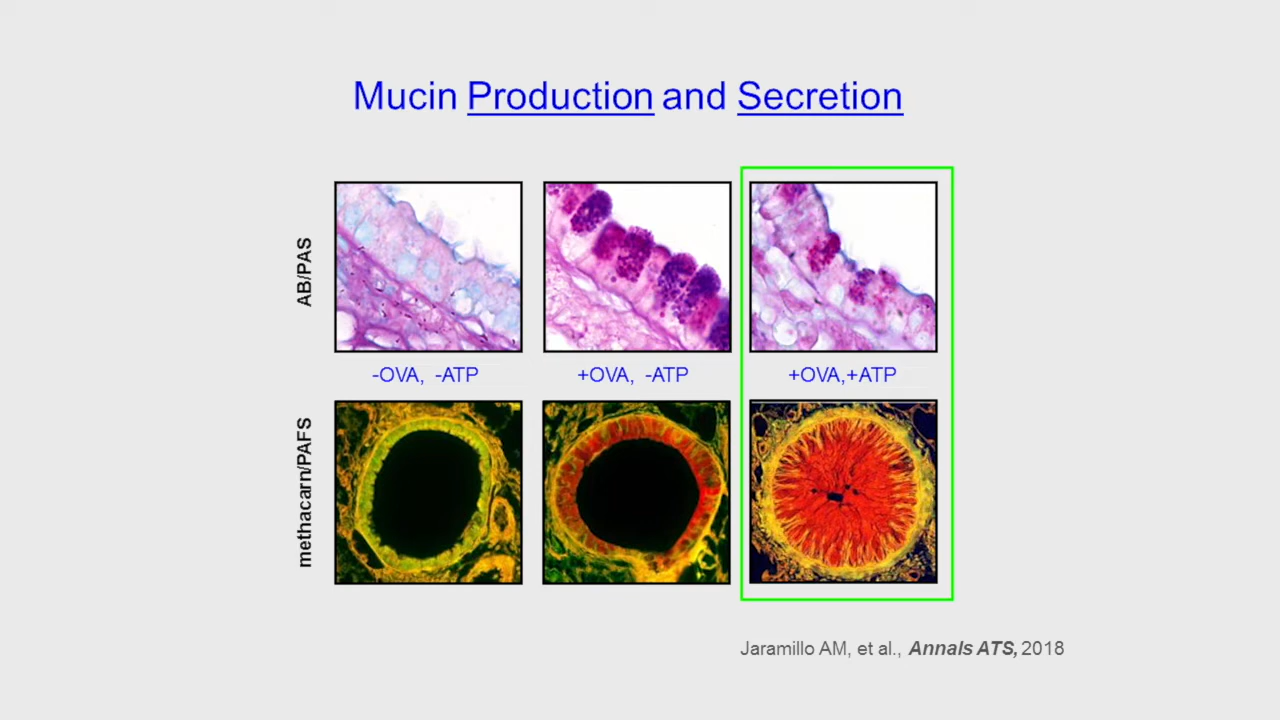 Mucin Production and Secretion
AB/PAS
-OVA, -ATP
+OVA, -ATP
+OVA,+ATP
methacarn/PAFS
Jaramillo AM, et al., Annals ATS, 2018